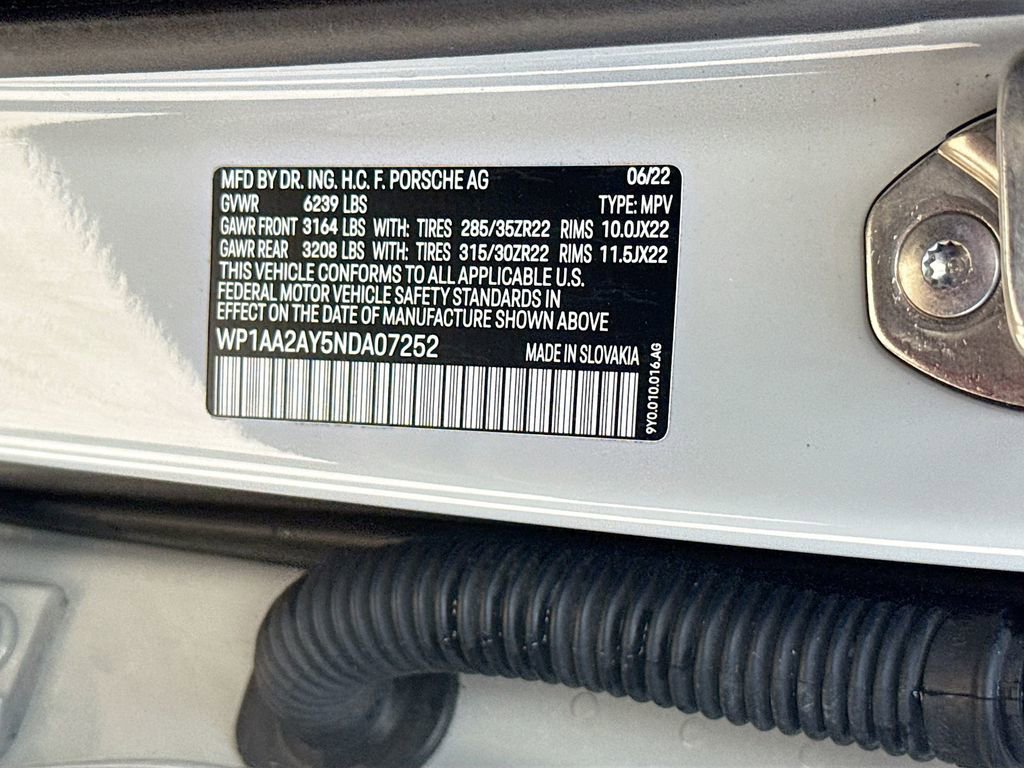 MFD BY DR. ING. H.C. F. PORSCHE AG 06/22
GVWR 6239 LBS TYPE: MPV
GAWR FRONT 3164 LBS WITH: TIRES 285/35ZR22 RIMS 10.0JX22
GAWR REAR 3208 LBS WITH: TIRES 315/30ZR22 RIMS 11.5JX22
THIS VEHICLE CONFORMS TO ALL APPLICABLE U.S.
FEDERAL MOTOR VEHICLE SAFETY STANDARDS IN
EFFECT ON THE DATE OF MANUFACTURE SHOWN ABOVE
WP1AA2AY5NDA07252 MADE IN SLOVAKIA
9Y0.010.016.AG